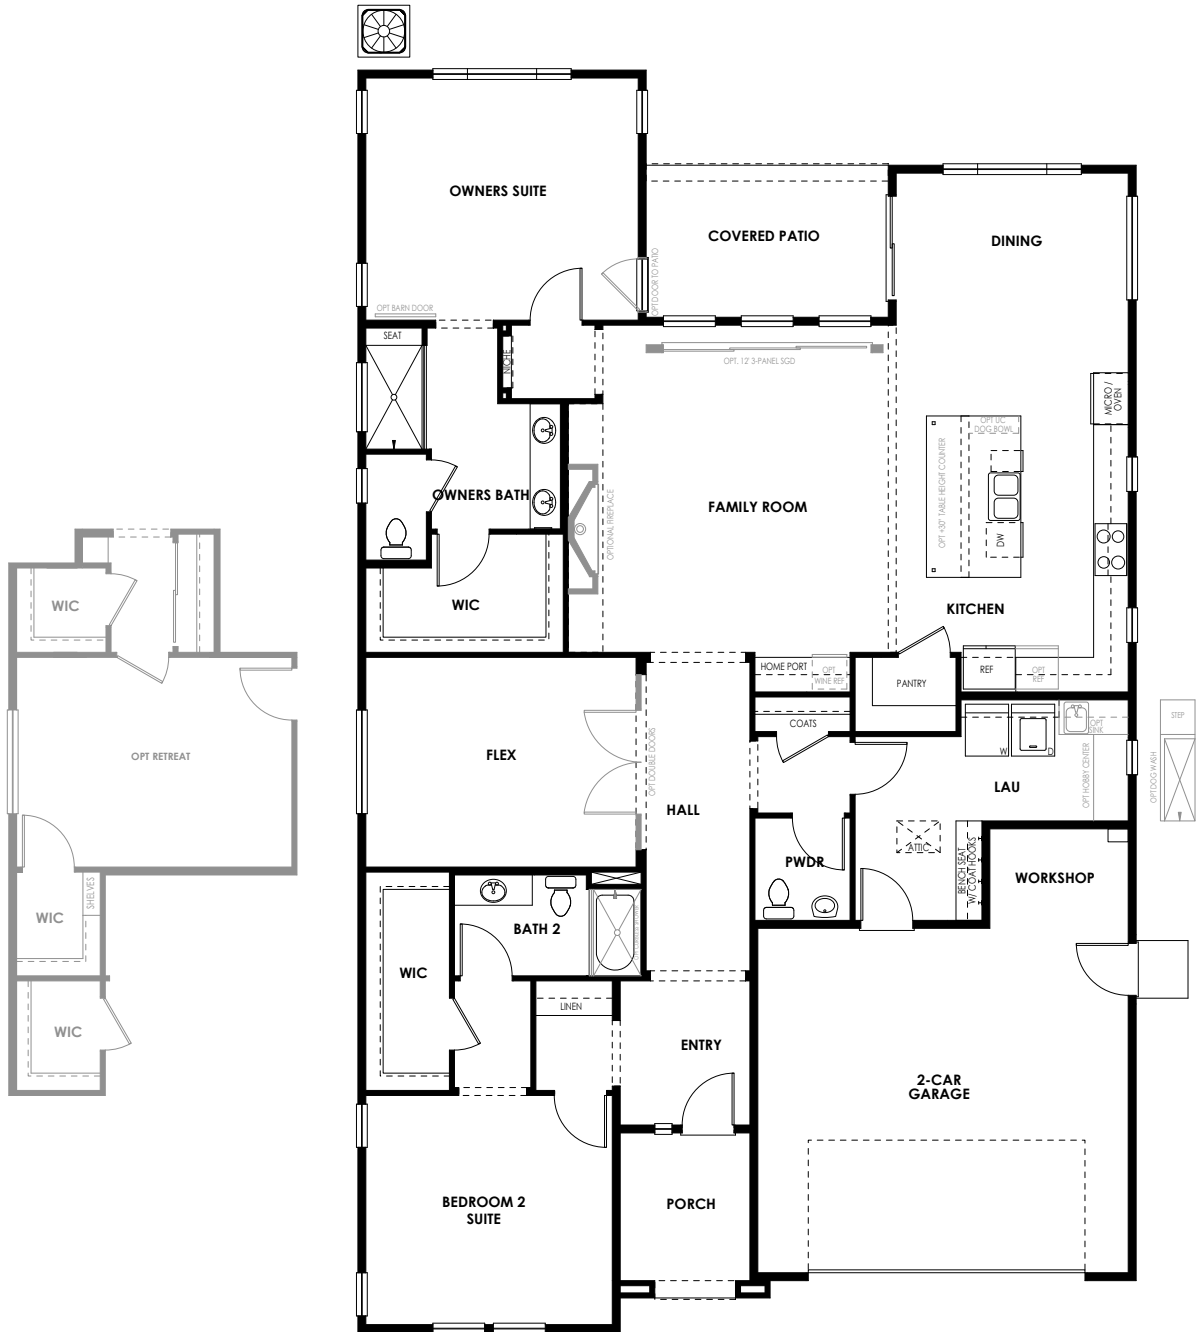 OWNERS SUITE
COVERED PATIO
DINING
OPT DOOR TO PATIO
OPT BARN DOOR
SEAT
NICHE
OPT. 12' 3-PANEL SGD
MICRO /
OVEN
OPT UC
DOG BOWL
OPT +30" TABLE HEIGHT COUNTER
OWNERS BATH
FAMILY ROOM
OPTIONAL FIREPLACE
DW
WIC
WIC
KITCHEN
HOME PORT
OPT
WINE REF
PANTRY
REF
OPT
REF
OPT RETREAT
FLEX
OPT DOUBLE DOORS
COATS
W
D
OPT
SINK
STEP
OPT DOG WASH
OPT HOBBY CENTER
LAU
HALL
ATTIC
PWDR
BENCH SEAT
W/ COAT HOOKS
WORKSHOP
SHELVES
WIC
BATH 2
WIC
LINEN
WIC
ENTRY
2-CAR
GARAGE
BEDROOM 2
SUITE
PORCH